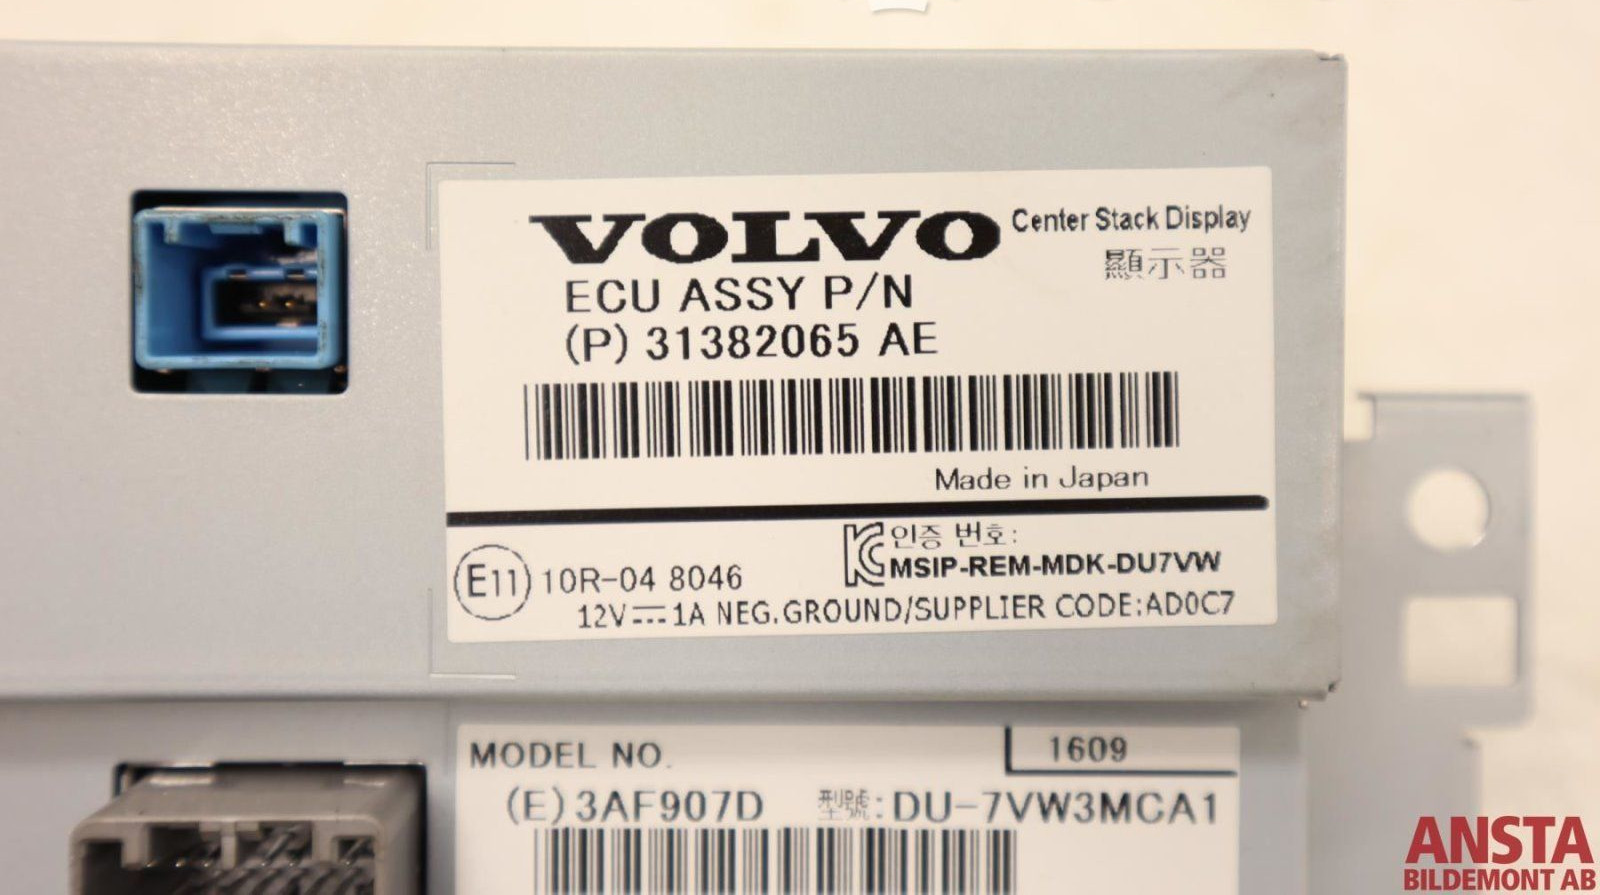 VOLVO Center Stack Display
顯示器
ECU ASSY P/N
(P) 31382065 AE
Made in Japan
인증 번호:
MSIP-REM-MDK-DU7VW
E11 10R-04 8046
12V⎓1A NEG.GROUND/SUPPLIER CODE:AD0C7
MODEL NO. 1609
(E)3AF907D 型號:DU-7VW3MCA1
ANSTA
BILDEMONT AB